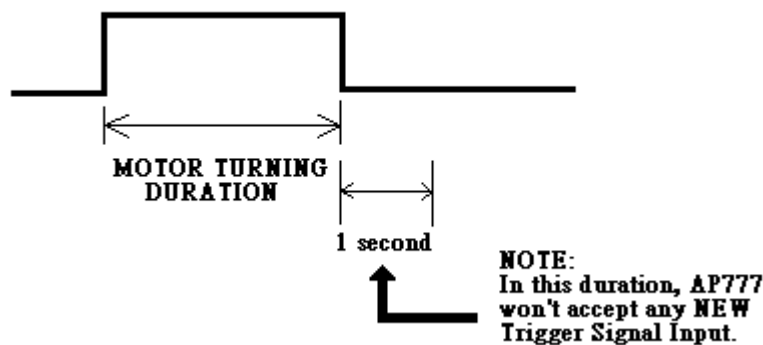 MOTOR TURNING
DURATION
1 second
NOTE:
In this duration, AP777
won't accept any NEW
Trigger Signal Input.